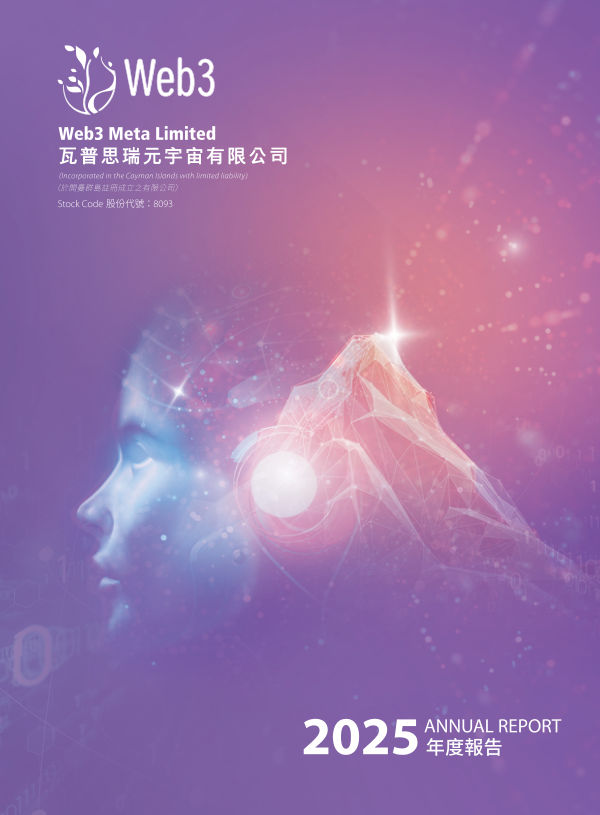 Web3
Web3 Meta Limited
瓦普思瑞元宇宙有限公司
(Incorporated in the Cayman Islands with limited liability)
(於開曼群島註冊成立之有限公司)
Stock Code 股份代號：8093
2025 ANNUAL REPORT
年度報告